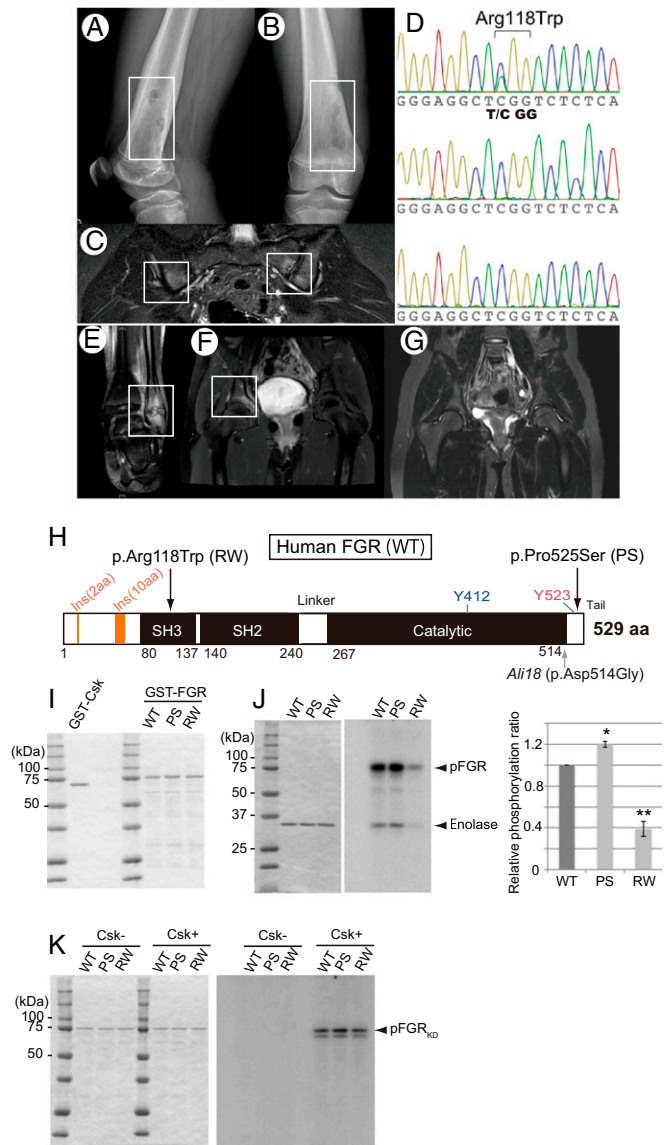 A
B
D
Arg118Trp
GGGAGGCTCGGTCTCTCA
T/C GG
GGGAGGCTCGGTCTCTCA
C
GGGAGGCTCGGTCTCTCA
E
F
G
H
Human FGR (WT)
p.Arg118Trp (RW)
p.Pro525Ser (PS)
Ins(2aa)
Ins(10aa)
Linker
Y412
Y523
Tail
SH3
SH2
Catalytic
529 aa
1 80 137 140 240 267 514
Ali18 (p.Asp514Gly)
I
GST-Csk
GST-FGR
WT PS RW
(kDa)
100
75
50
J
WT PS RW
WT PS RW
(kDa)
100
75
50
37
25
pFGR
Enolase
Relative phosphorylation ratio
1.2
0.8
0.4
0
*
**
WT PS RW
K
Csk- Csk+ Csk- Csk+
WT PS RW WT PS RW WT PS RW WT PS RW
(kDa)
100
75
50
pFGRKD